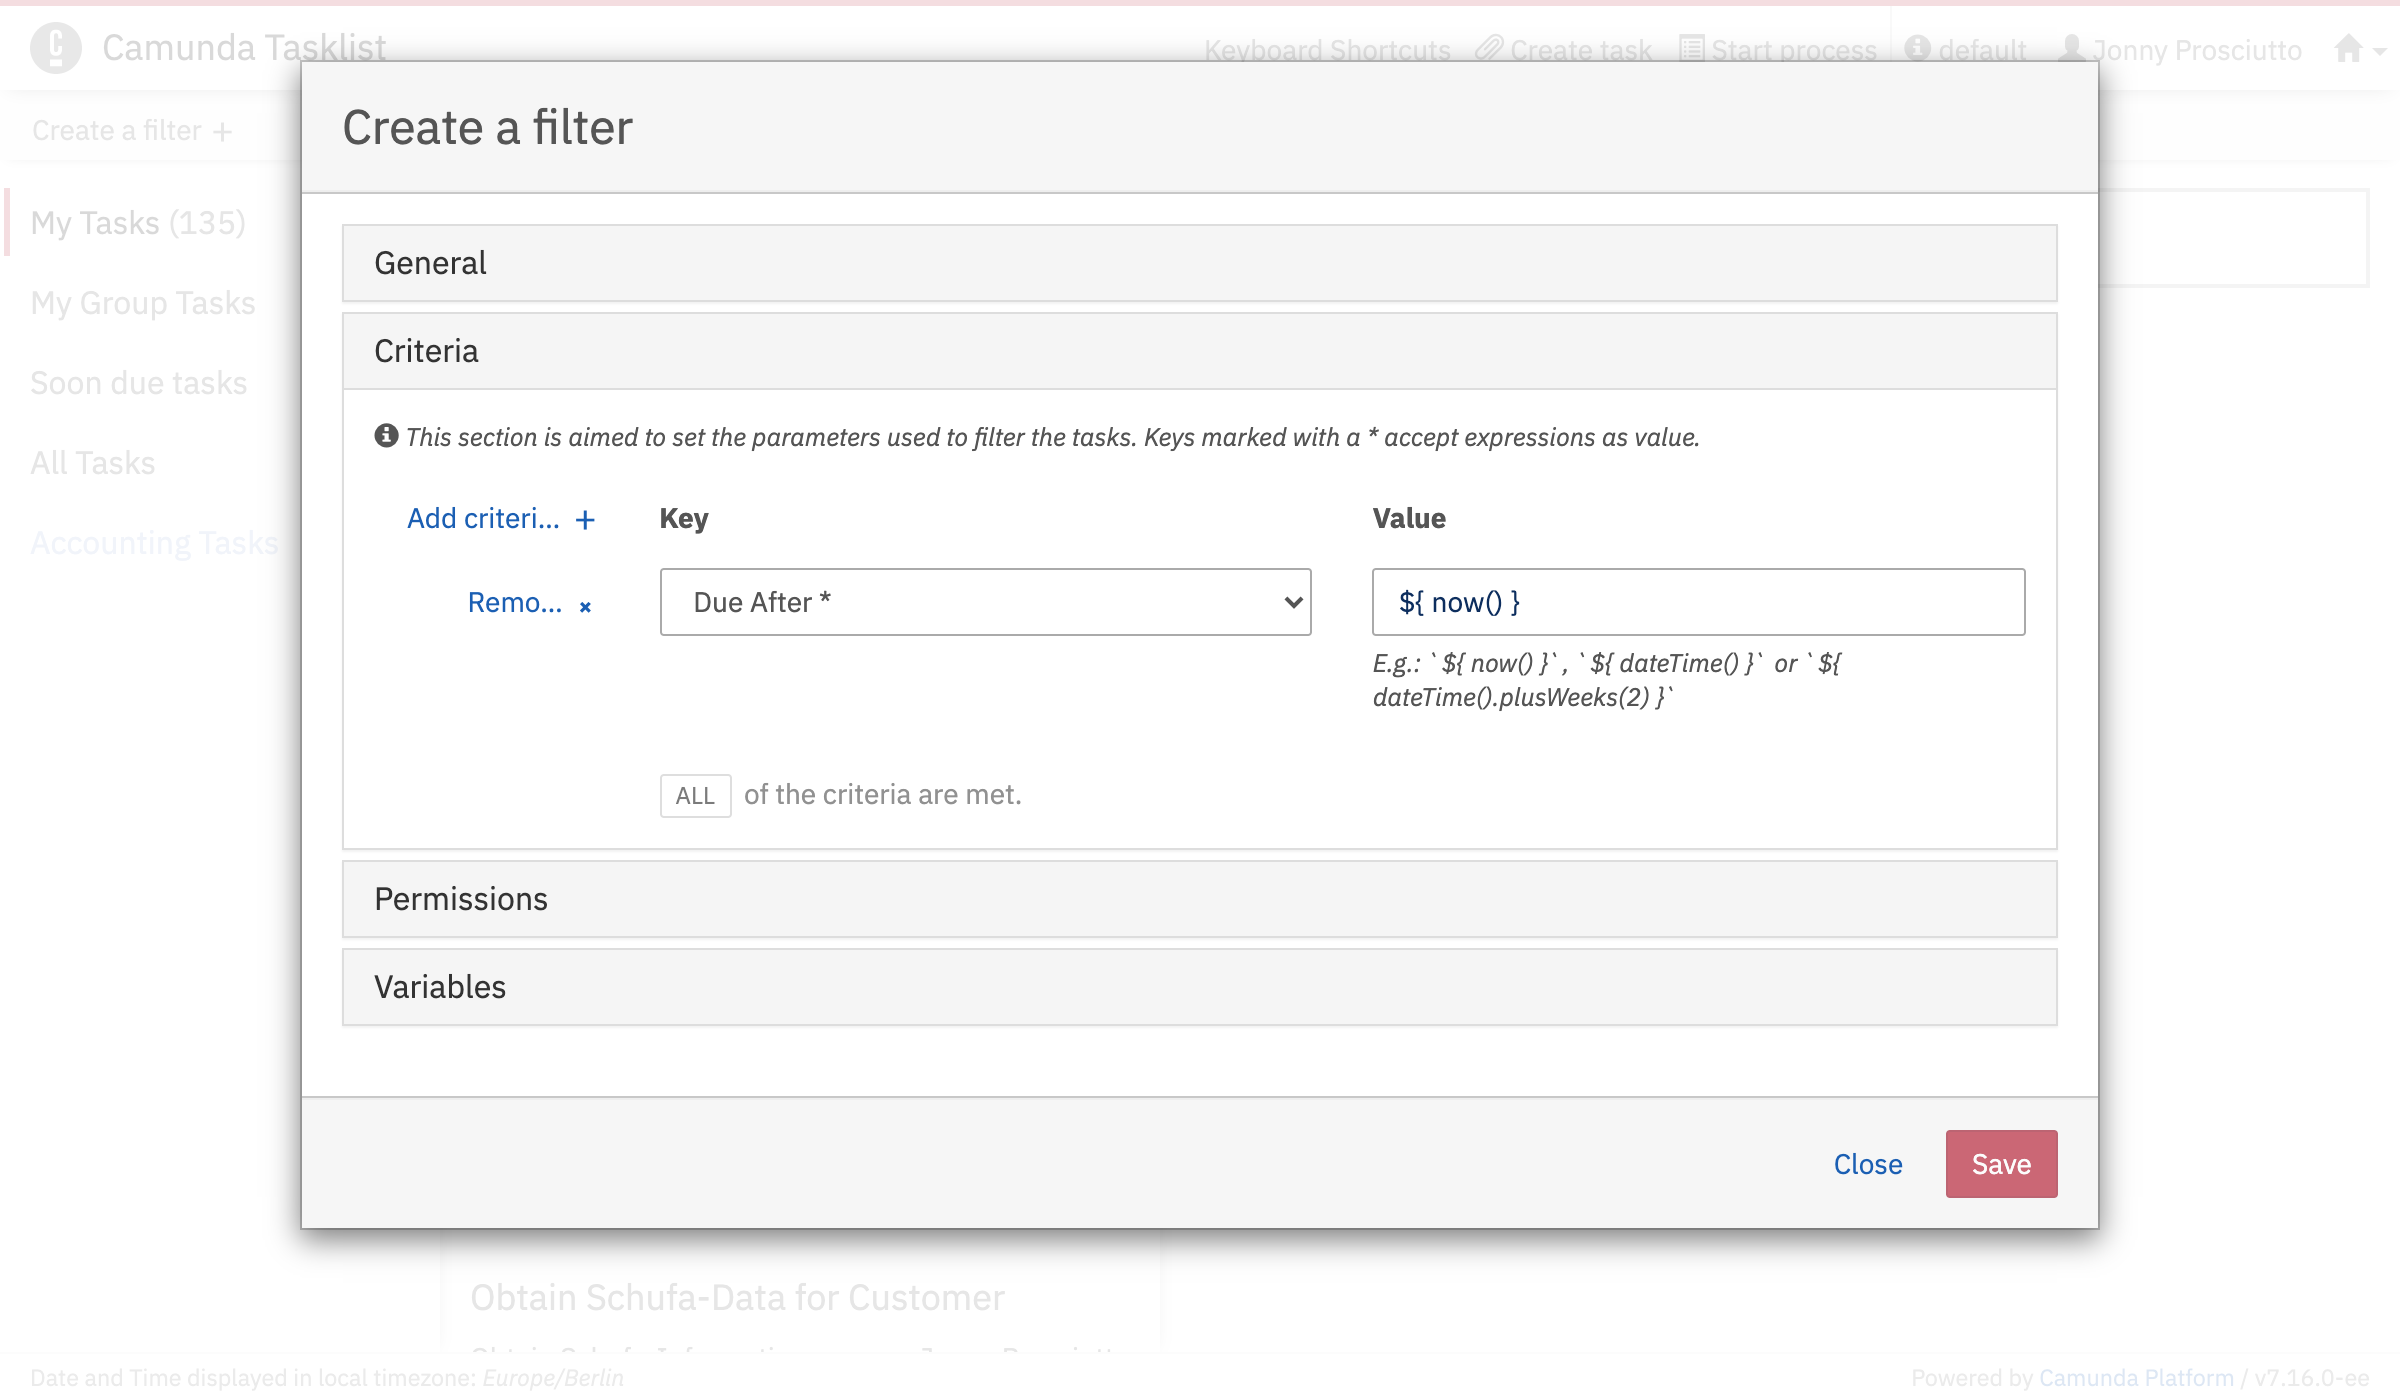 Camunda Tasklist
Keyboard Shortcuts Create task Start process default Jonny Prosciutto
Create a filter +
My Tasks (135)
My Group Tasks
Soon due tasks
All Tasks
Accounting Tasks
Create a filter
General
Criteria
This section is aimed to set the parameters used to filter the tasks. Keys marked with a * accept expressions as value.
Add criteri... + Key Value
Remo... × Due After * ${ now() }
E.g.: `${ now() }`, `${ dateTime() }` or `${
dateTime().plusWeeks(2) }`
ALL of the criteria are met.
Permissions
Variables
Close Save
Obtain Schufa-Data for Customer
Date and Time displayed in local timezone: Europe/Berlin
Powered by Camunda Platform / v7.16.0-ee